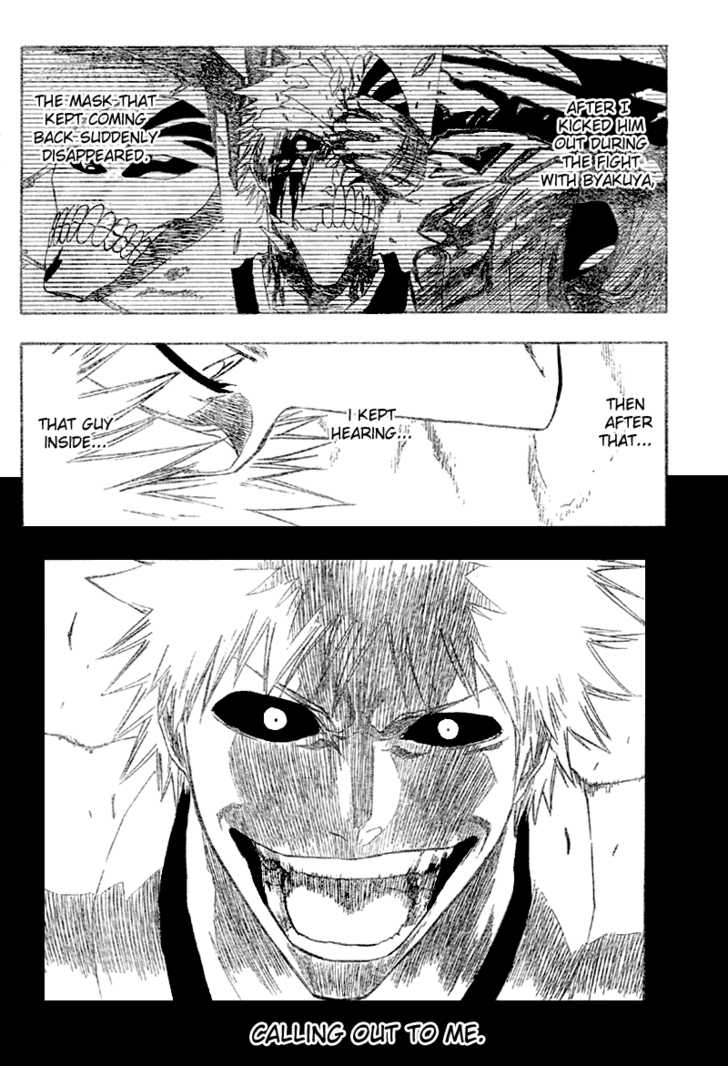 AFTER I
KICKED HIM
OUT DURING
THE FIGHT
WITH BYAKUYA,
THE MASK THAT
KEPT COMING
BACK SUDDENLY
DISAPPEARED.
THEN
AFTER
THAT...
I KEPT
HEARING...
THAT GUY
INSIDE...
CALLING OUT TO ME.